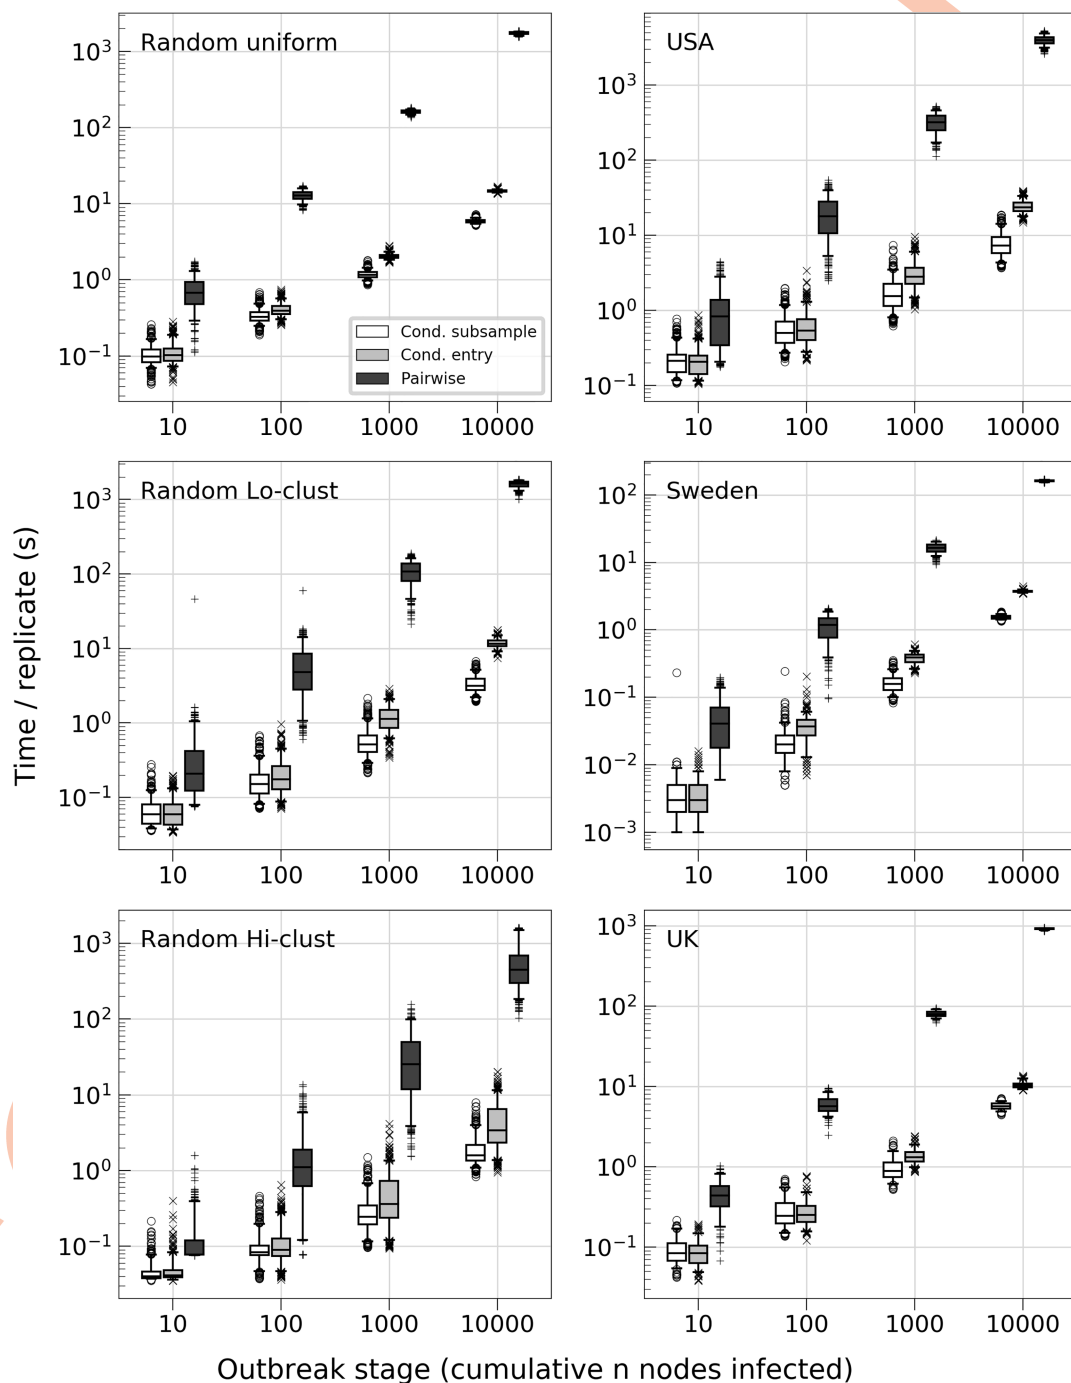 Random uniform
10³
10²
10¹
10⁰
10⁻¹
Cond. subsample
Cond. entry
Pairwise
10 100 1000 10000
USA
10³
10²
10¹
10⁰
10⁻¹
10 100 1000 10000
Random Lo-clust
10³
10²
10¹
10⁰
10⁻¹
10 100 1000 10000
Sweden
10²
10¹
10⁰
10⁻¹
10⁻²
10⁻³
10 100 1000 10000
Random Hi-clust
10³
10²
10¹
10⁰
10⁻¹
10 100 1000 10000
UK
10³
10²
10¹
10⁰
10⁻¹
10 100 1000 10000
Time / replicate (s)
Outbreak stage (cumulative n nodes infected)